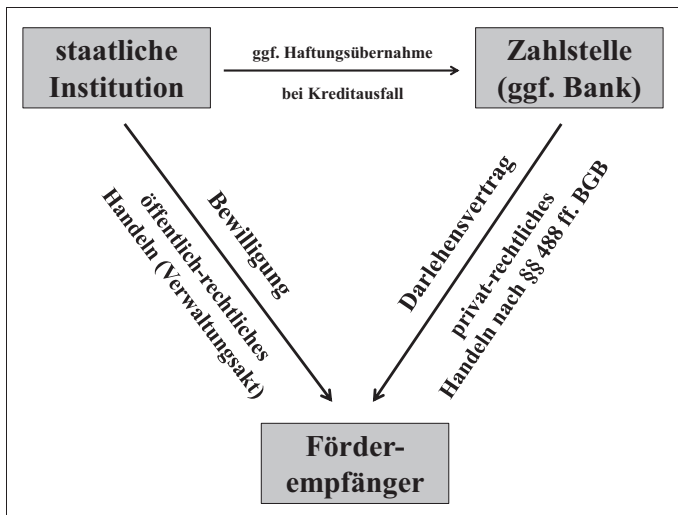 staatliche
Institution
ggf. Haftungsübernahme
bei Kreditausfall
Zahlstelle
(ggf. Bank)
Bewilligung
öffentlich-rechtliches
Handeln (Verwaltungsakt)
Darlehensvertrag
privat-rechtliches
Handeln nach §§ 488 ff. BGB
Förder-
empfänger